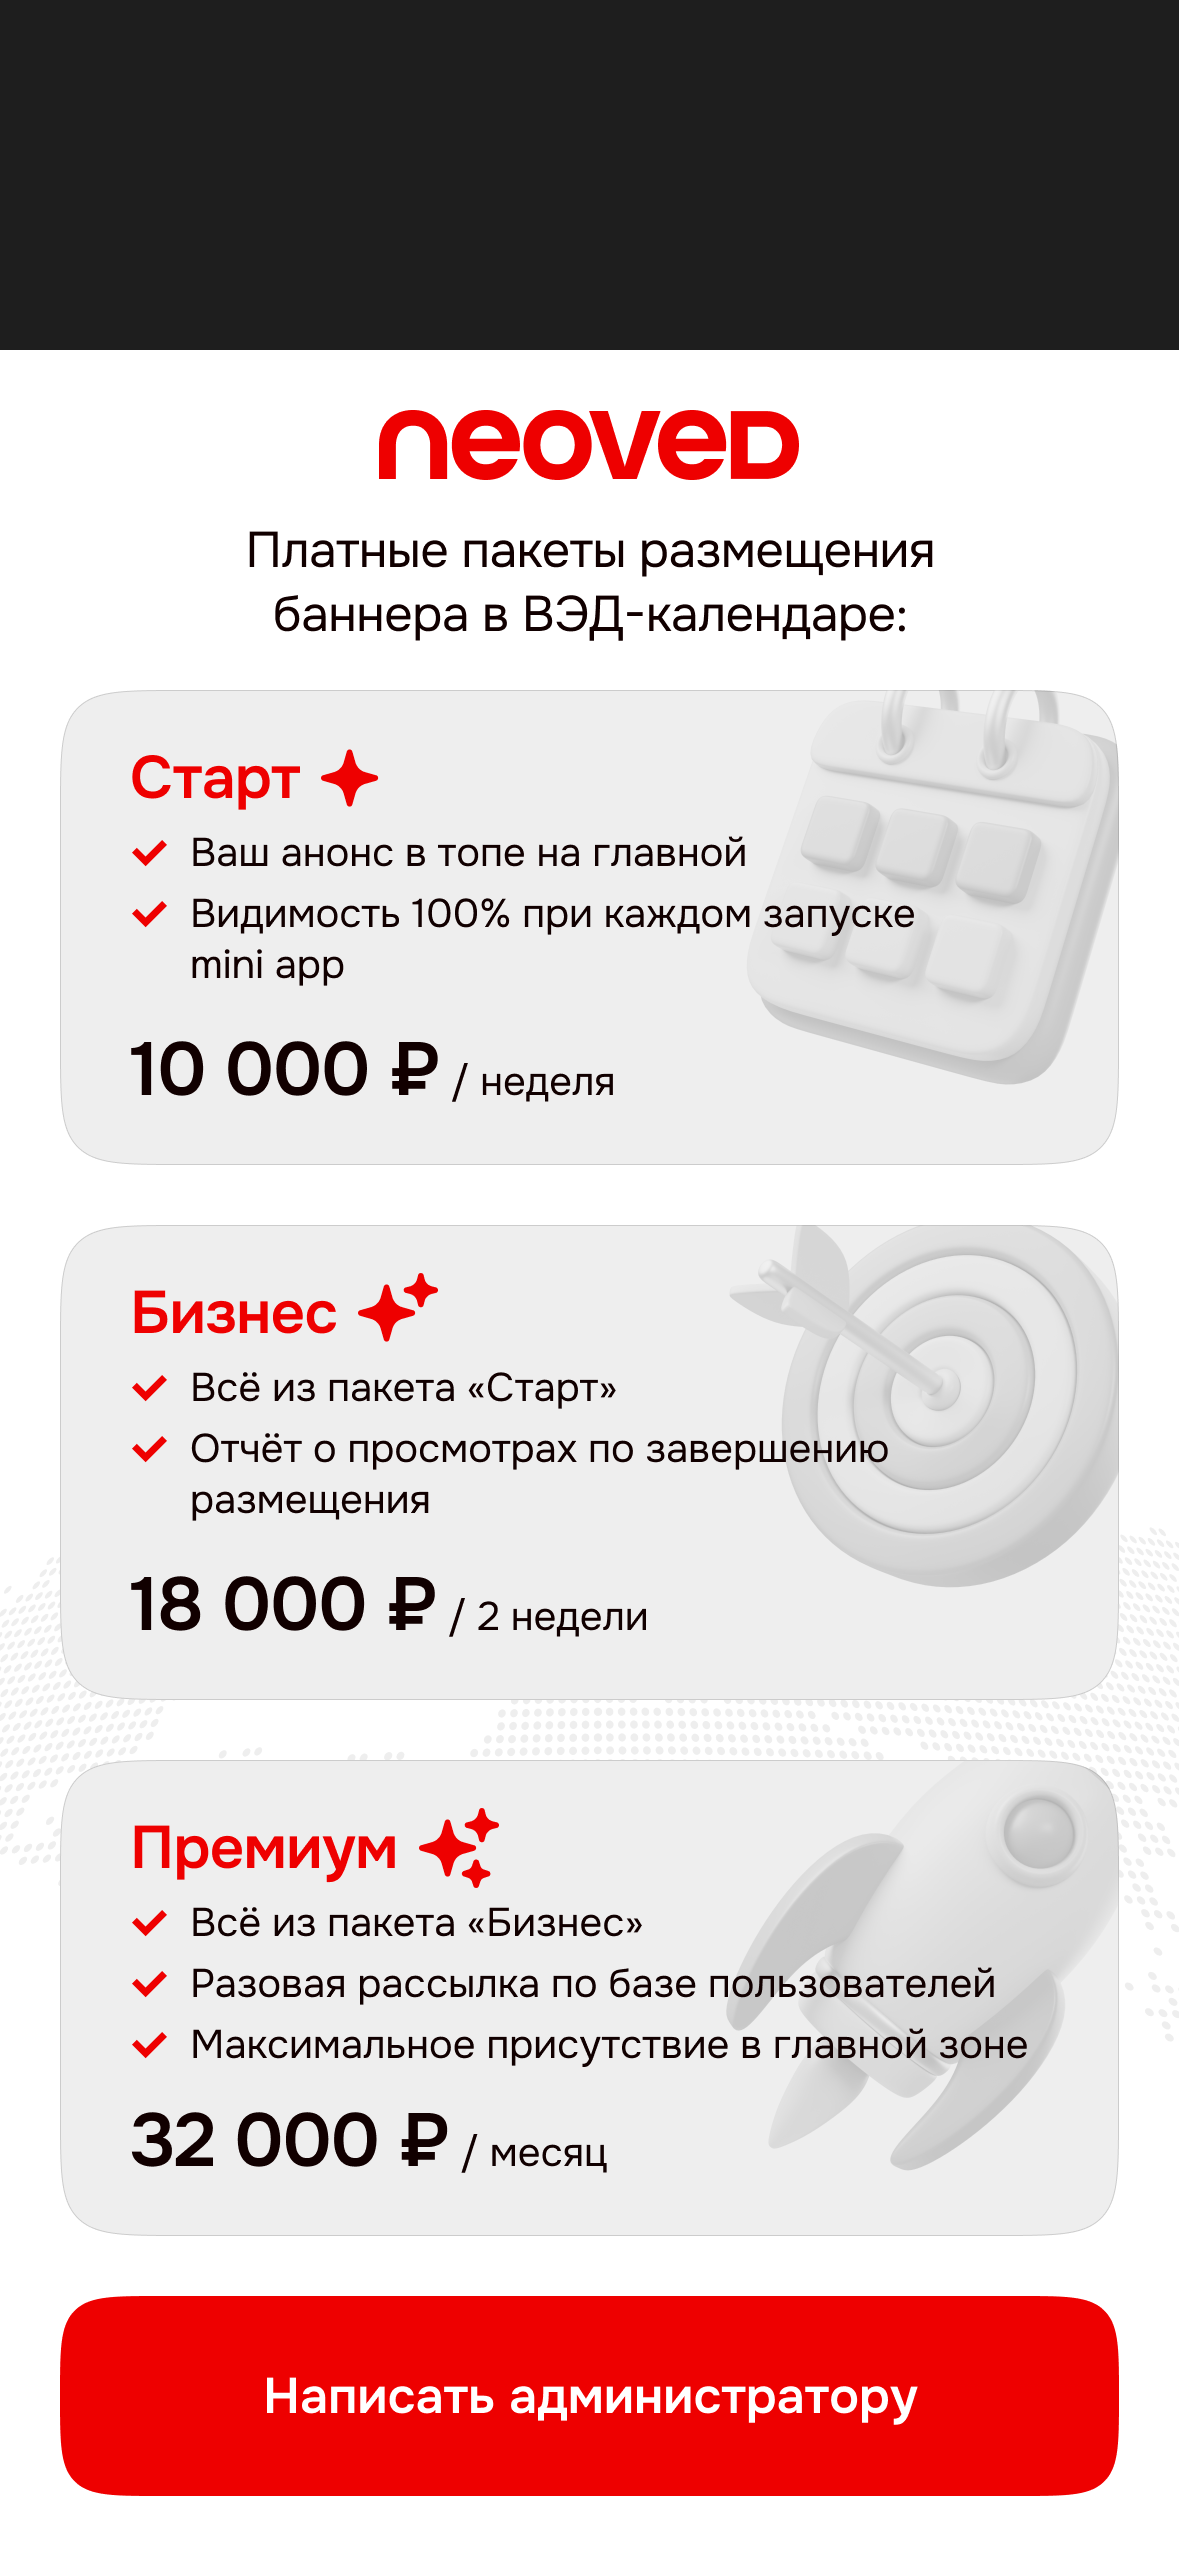 neoved
Платные пакеты размещения
баннера в ВЭД-календаре:
Старт
Ваш анонс в топе на главной
Видимость 100% при каждом запуске
mini app
10 000 ₽ / неделя
Бизнес
Всё из пакета «Старт»
Отчёт о просмотрах по завершению
размещения
18 000 ₽ / 2 недели
Премиум
Всё из пакета «Бизнес»
Разовая рассылка по базе пользователей
Максимальное присутствие в главной зоне
32 000 ₽ / месяц
Написать администратору